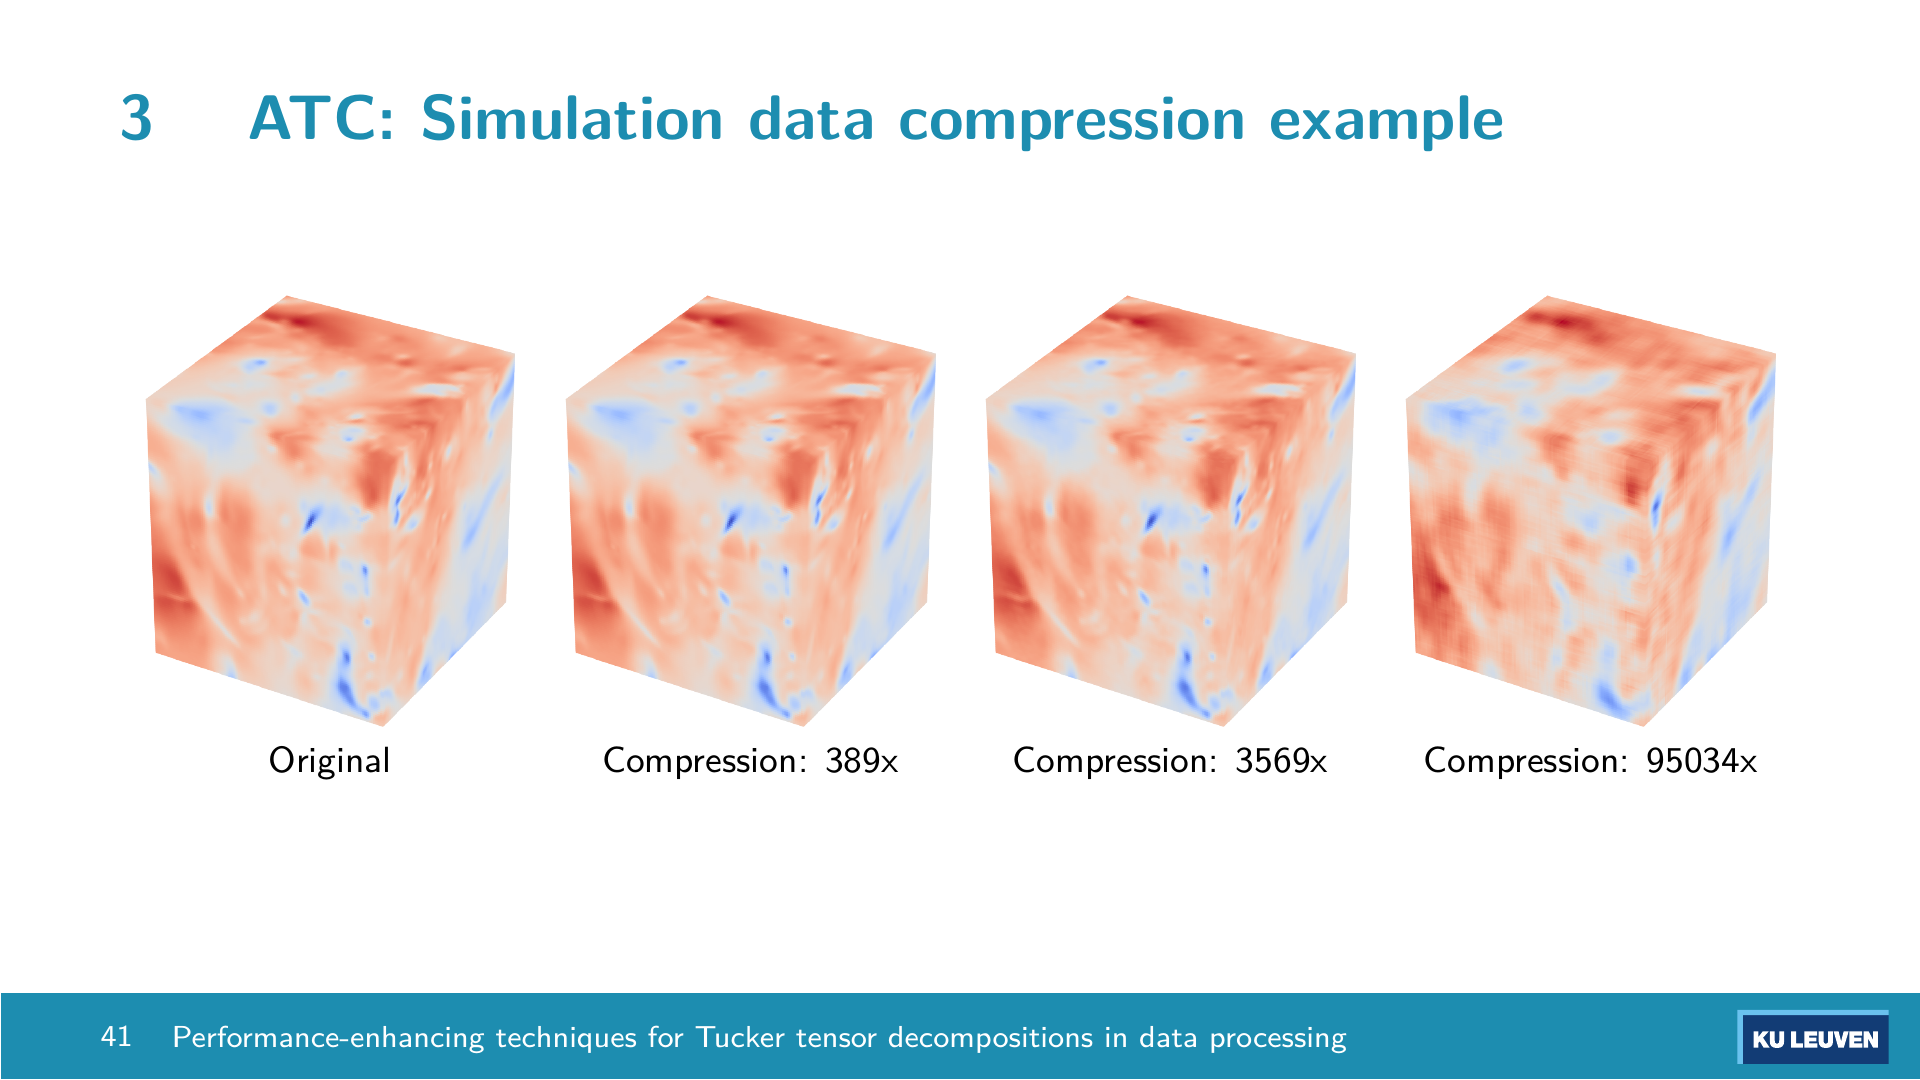 3 ATC: Simulation data compression example
Original
Compression: 389x
Compression: 3569x
Compression: 95034x
41 Performance-enhancing techniques for Tucker tensor decompositions in data processing
KU LEUVEN